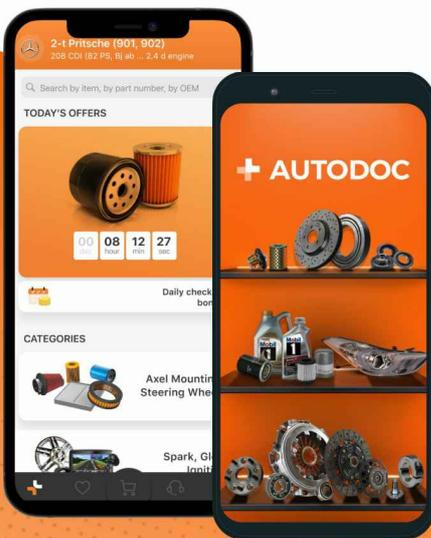 2-t Pritsche (901, 902)
208 CDI (82 PS, Bj ab ... 2,4 d engine
Search by item, by part number, by OEM
TODAY'S OFFERS
00 08 12 27
day hour min sec
Daily check
bon
CATEGORIES
Axel Mountin
Steering Whe
Spark, Gl
Igniti
AUTODOC
Mobil
1
Mobil
1